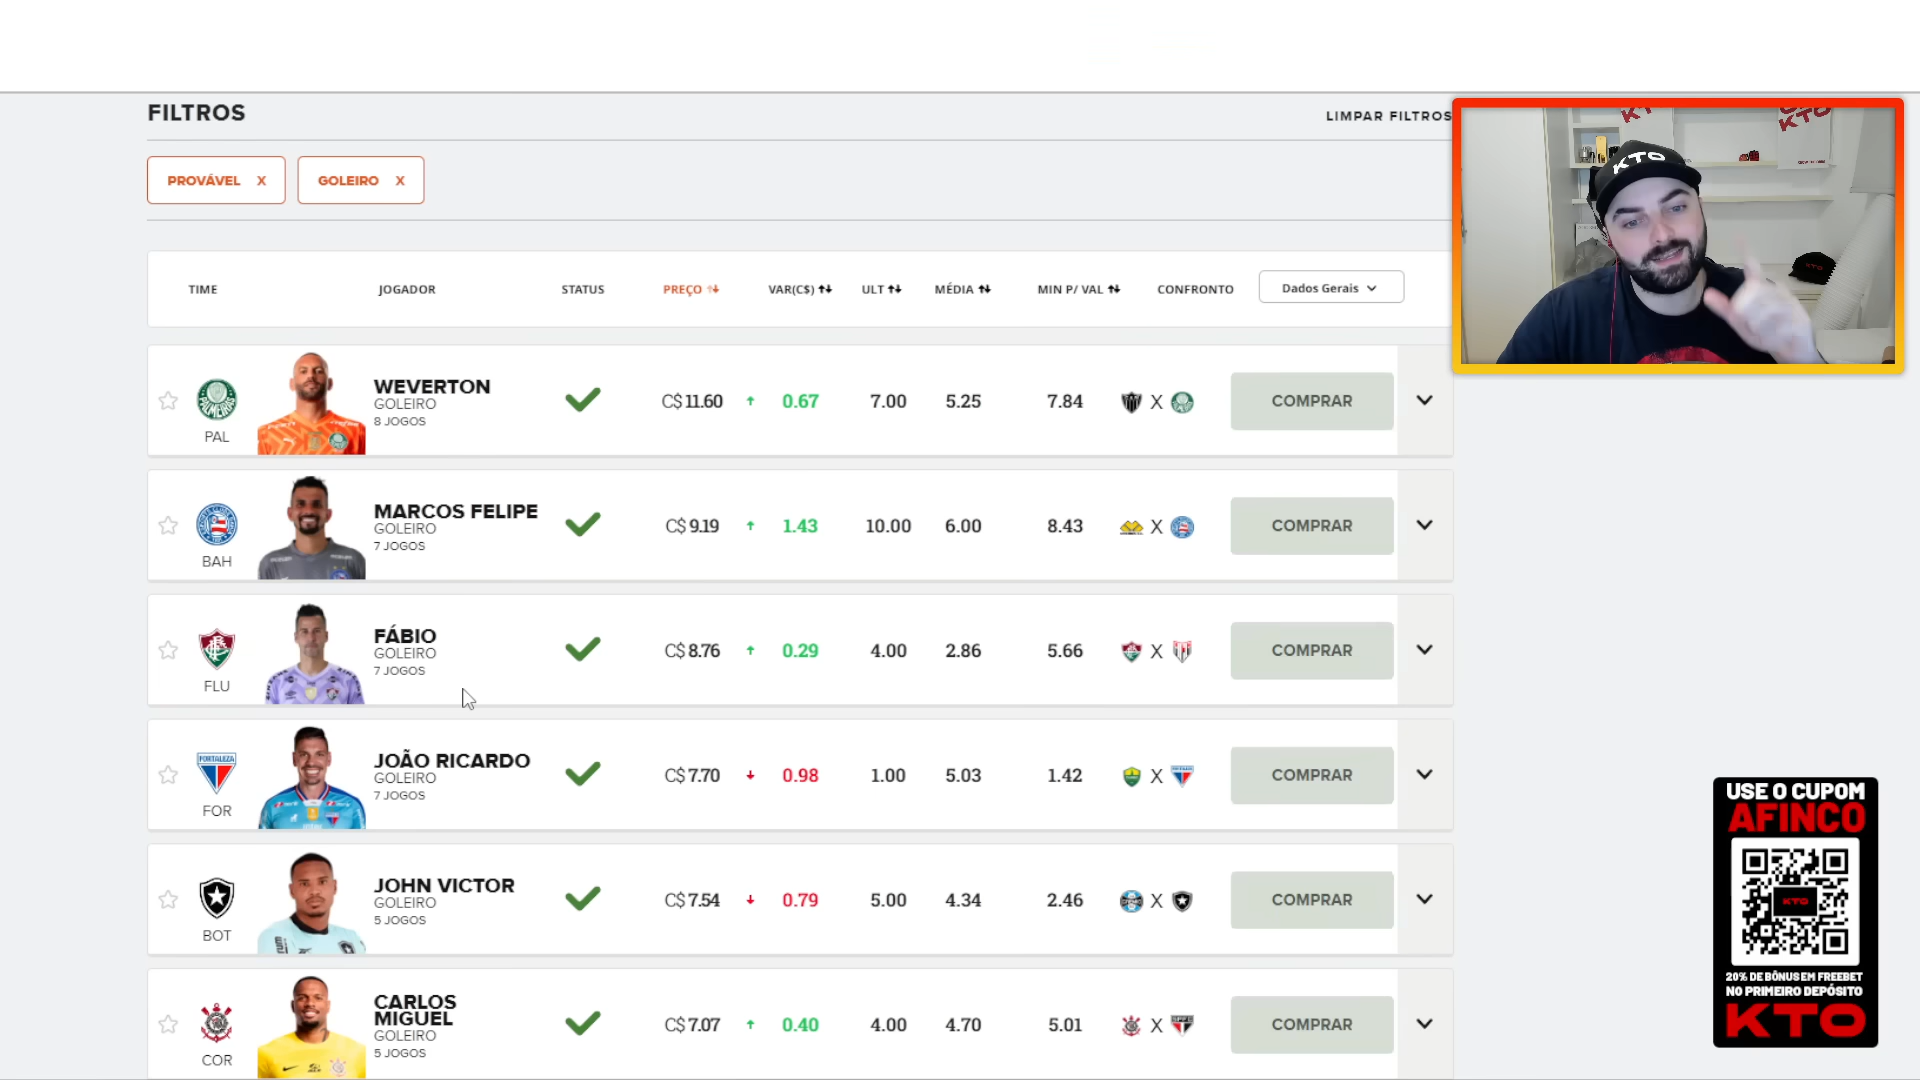 FILTROS
LIMPAR FILTROS
PROVÁVEL X
GOLEIRO X
TIME JOGADOR STATUS PREÇO VAR(C$) ULT MÉDIA MIN P/ VAL CONFRONTO Dados Gerais
WEVERTON
GOLEIRO
8 JOGOS
PAL
C$ 11.60 0.67 7.00 5.25 7.84 X COMPRAR
MARCOS FELIPE
GOLEIRO
7 JOGOS
BAH
C$ 9.19 1.43 10.00 6.00 8.43 X COMPRAR
FÁBIO
GOLEIRO
7 JOGOS
FLU
C$ 8.76 0.29 4.00 2.86 5.66 X COMPRAR
FORTALEZA
JOÃO RICARDO
GOLEIRO
7 JOGOS
FOR
C$ 7.70 0.98 1.00 5.03 1.42 X COMPRAR
JOHN VICTOR
GOLEIRO
5 JOGOS
BOT
C$ 7.54 0.79 5.00 4.34 2.46 X COMPRAR
CARLOS
MIGUEL
GOLEIRO
5 JOGOS
COR
C$ 7.07 0.40 4.00 4.70 5.01 X COMPRAR
KTO
KTO
KTO
USE O CUPOM
AFINCO
KTO
20% DE BÔNUS EM FREEBET
NO PRIMEIRO DEPÓSITO
KTO